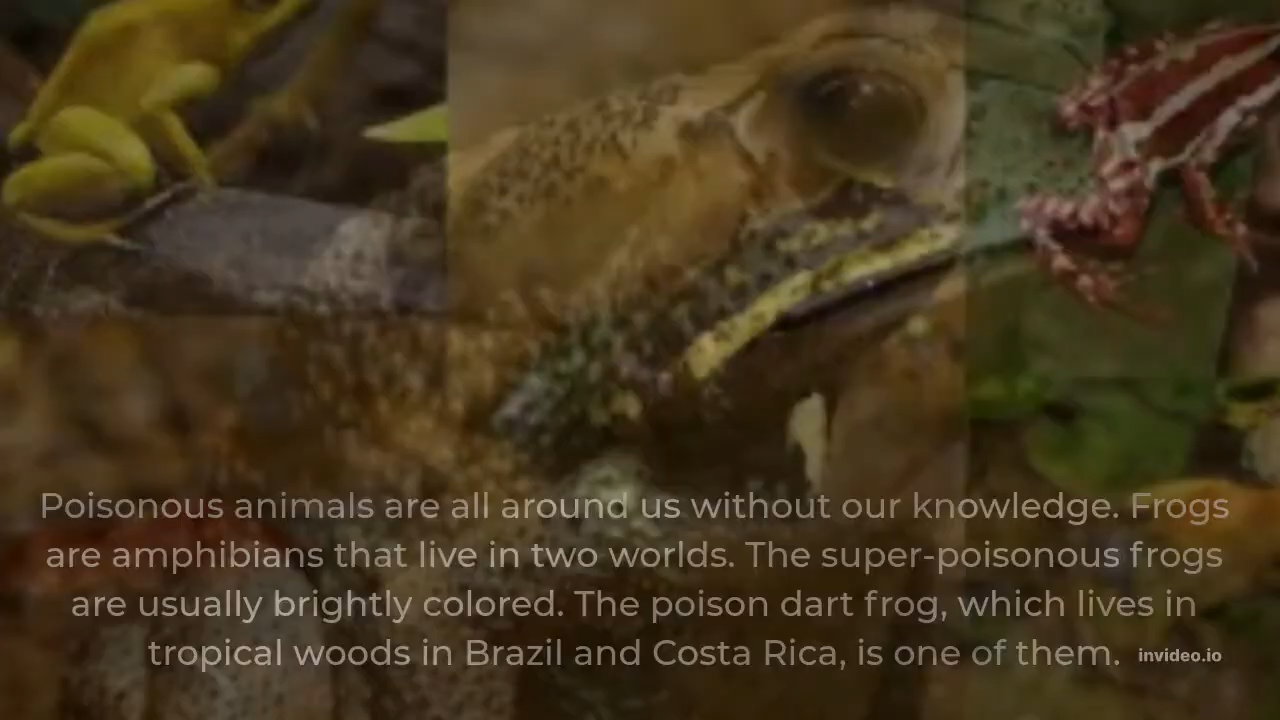 Poisonous animals are all around us without our knowledge. Frogs
are amphibians that live in two worlds. The super-poisonous frogs
are usually brightly colored. The poison dart frog, which lives in
tropical woods in Brazil and Costa Rica, is one of them.
invideo.io